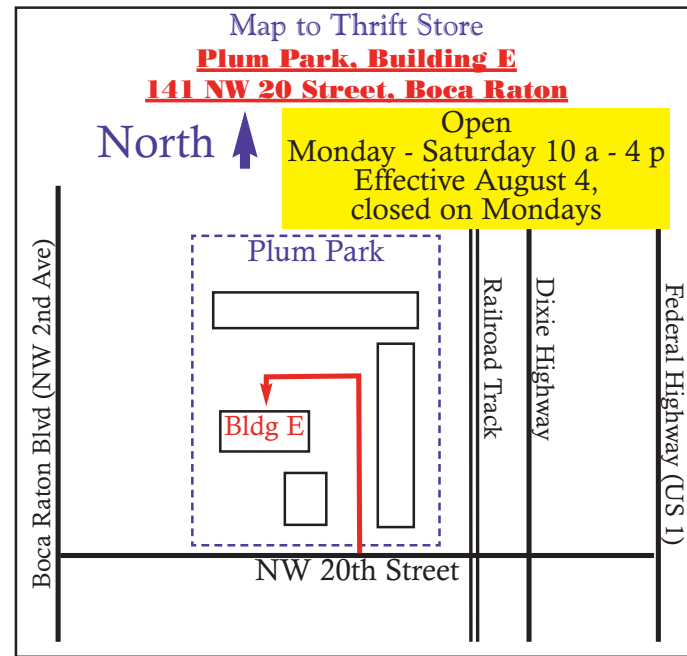 Map to Thrift Store
Plum Park, Building E
141 NW 20 Street, Boca Raton
North
Open
Monday - Saturday 10 a - 4 p
Effective August 4,
closed on Mondays
Plum Park
Boca Raton Blvd (NW 2nd Ave)
Railroad Track
Dixie Highway
Federal Highway (US 1)
Bldg E
NW 20th Street